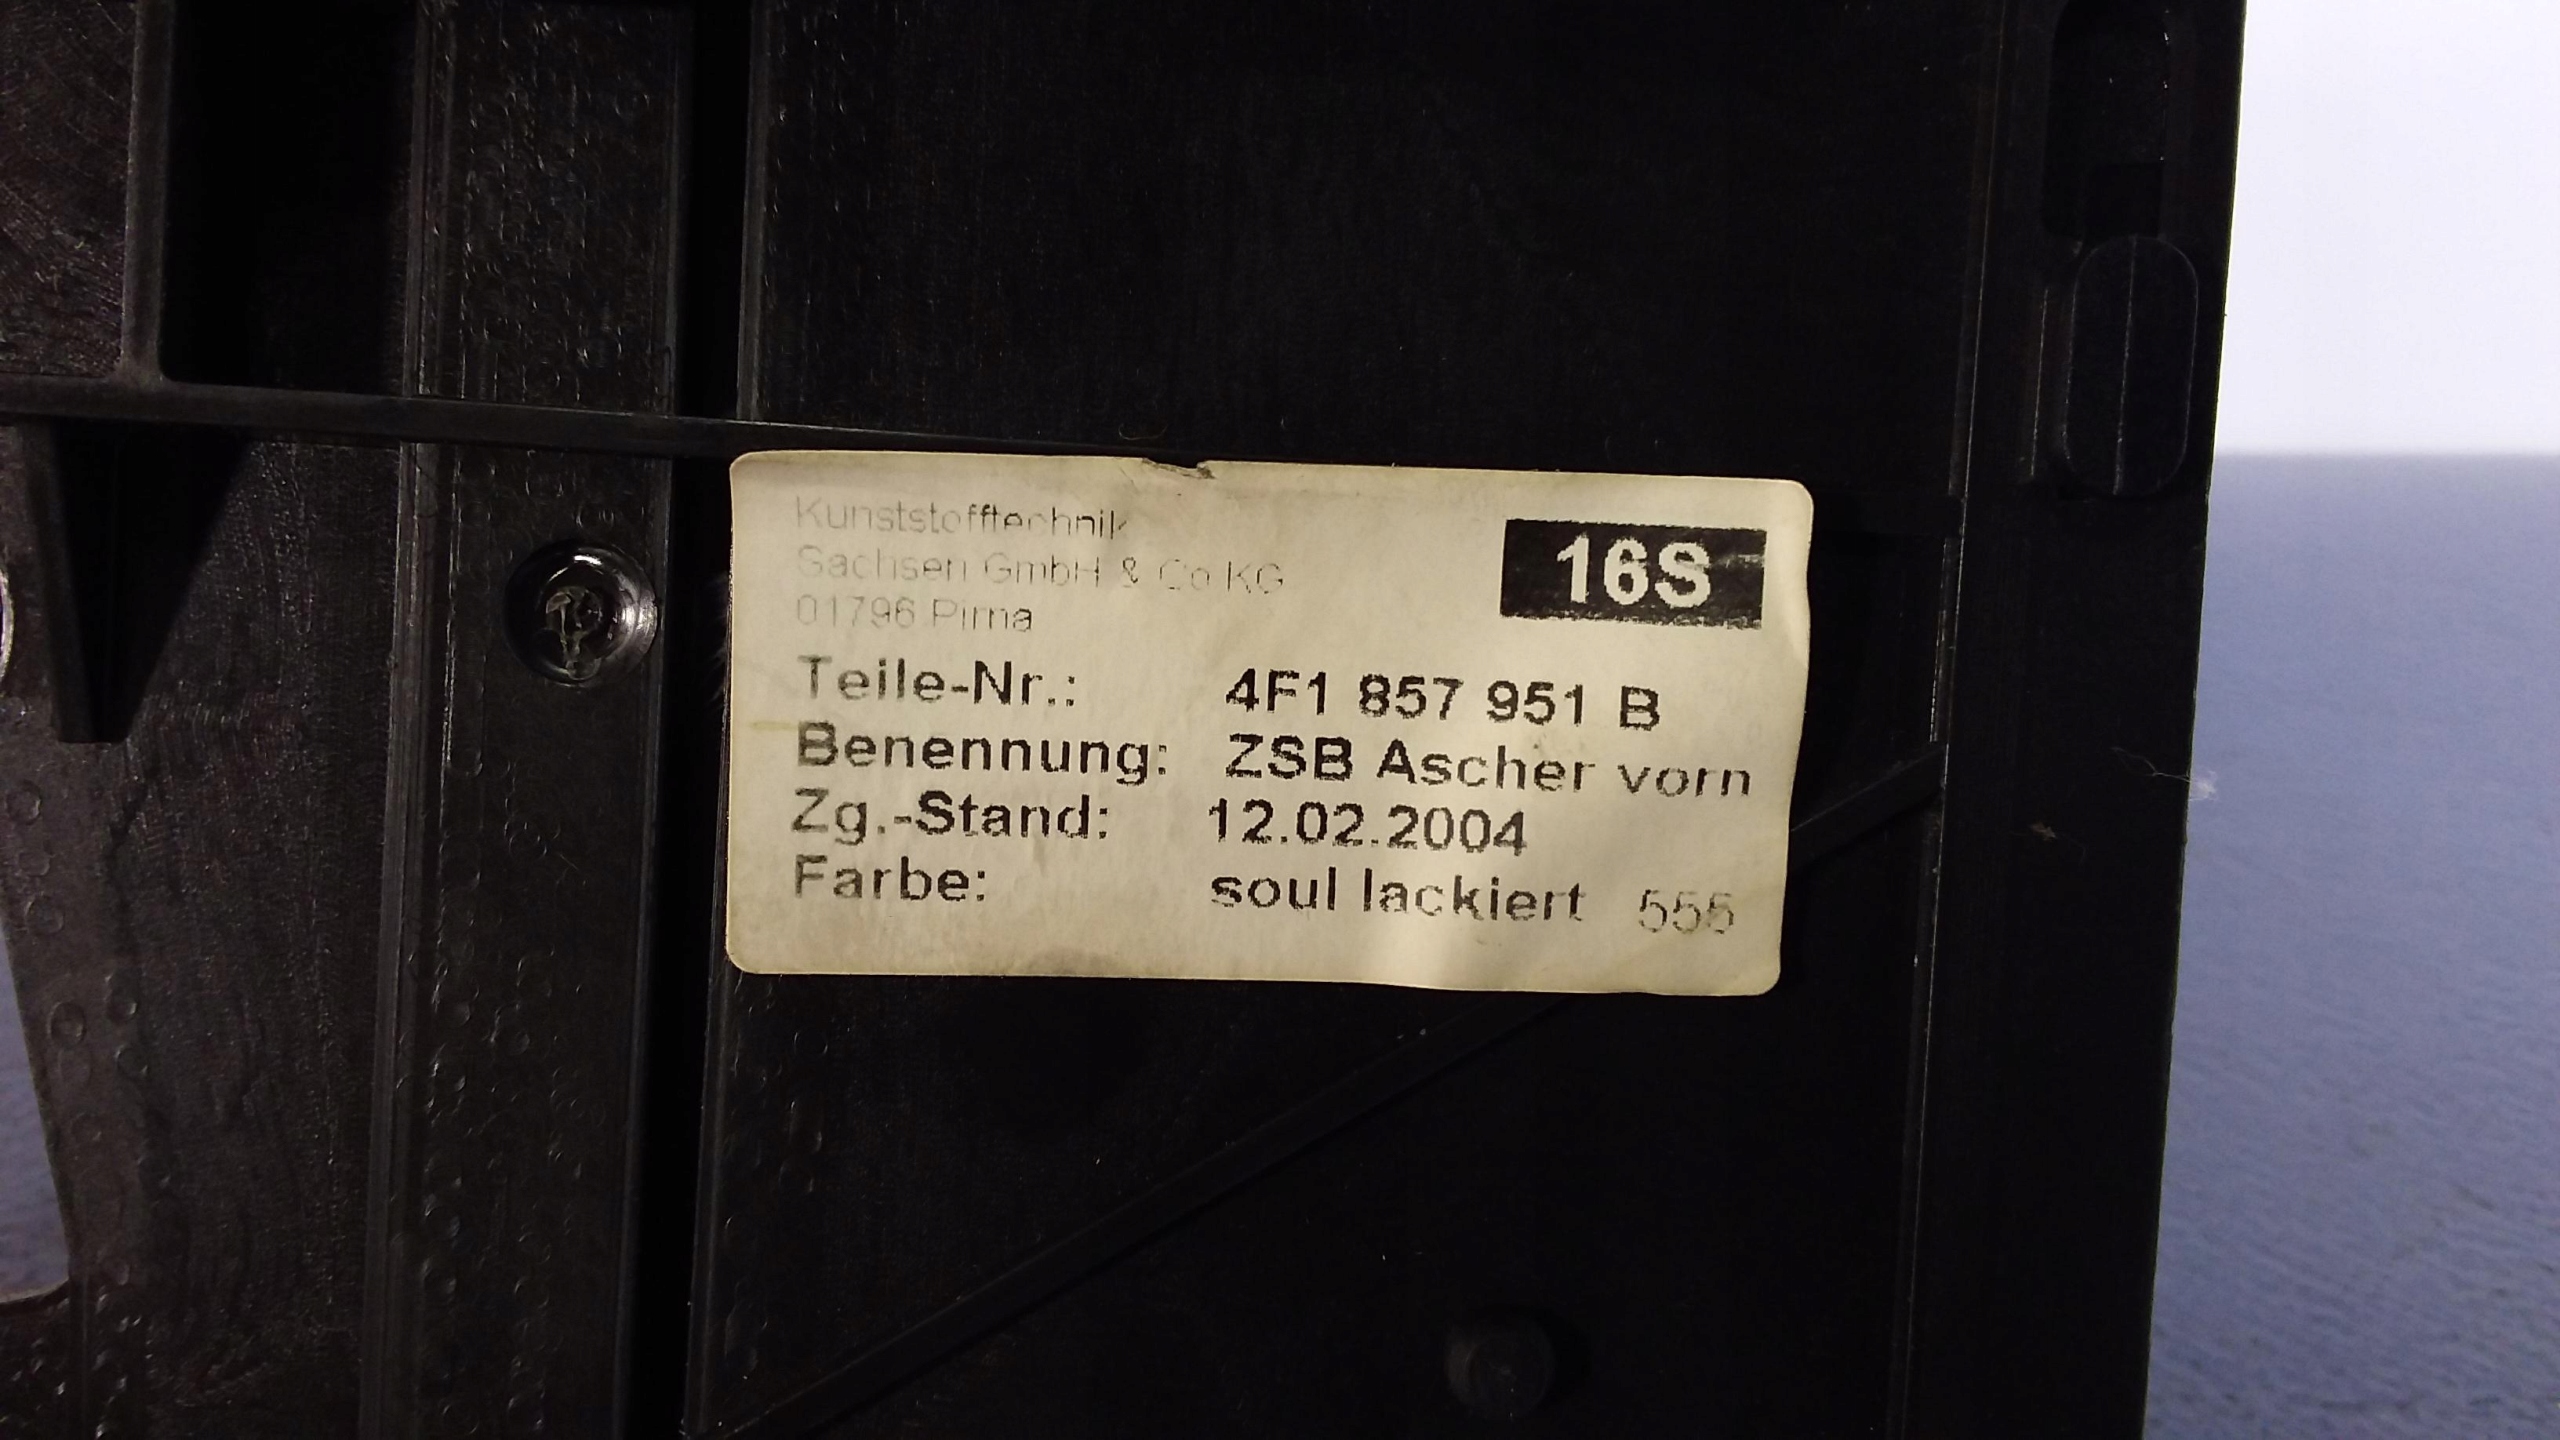 Kunststofftechnik
Sachsen GmbH & Co KG
01796 Pirna
16S
Teile-Nr.: 4F1 857 951 B
Benennung: ZSB Ascher vorn
Zg.-Stand: 12.02.2004
Farbe: soul lackiert 555